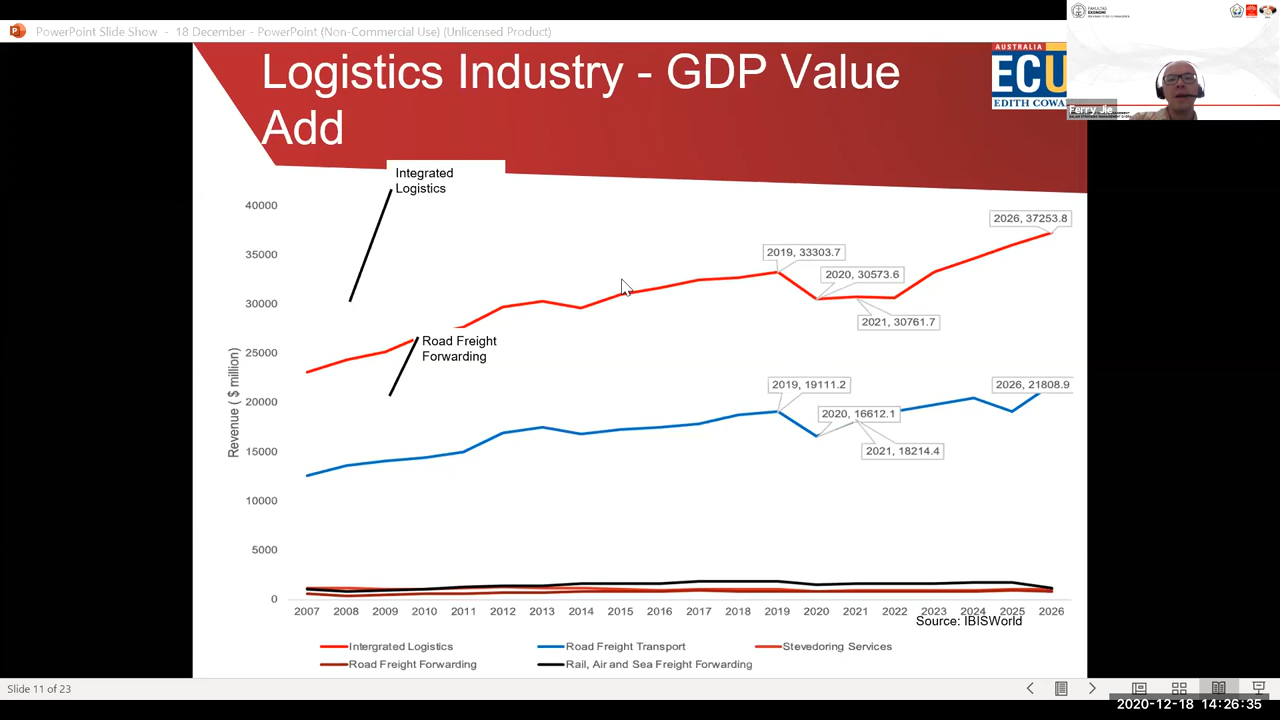 PowerPoint Slide Show - 18 December - PowerPoint (Non-Commercial Use) (Unlicensed Product)
FAKULTAS
EKONOMI
Ferry Jie
Logistics Industry - GDP Value
Add
AUSTRALIA
ECU
EDITH COWA
Integrated
Logistics
Road Freight
Forwarding
Revenue ( $ million)
40000
35000
30000
25000
20000
15000
10000
5000
0
2019, 33303.7
2020, 30573.6
2021, 30761.7
2026, 37253.8
2019, 19111.2
2020, 16612.1
2021, 18214.4
2026, 21808.9
2007 2008 2009 2010 2011 2012 2013 2014 2015 2016 2017 2018 2019 2020 2021 2022 2023 2024 2025 2026
Source: IBISWorld
Intergrated Logistics Road Freight Transport Stevedoring Services
Road Freight Forwarding Rail, Air and Sea Freight Forwarding
Slide 11 of 23
2020-12-18 14:26:35